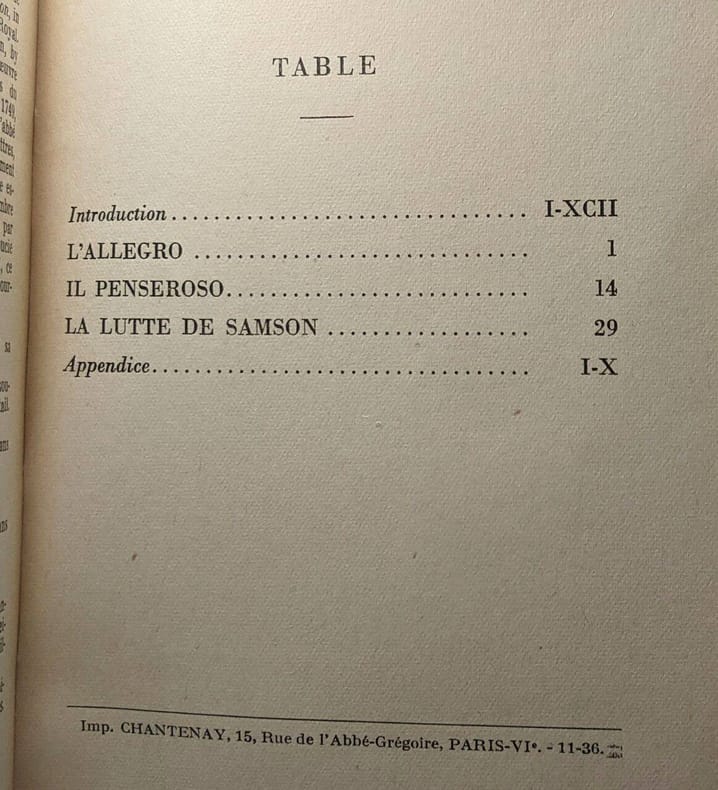 TABLE
Introduction .................................. I-XCII
L'ALLEGRO ................................ 1
IL PENSEROSO............................. 14
LA LUTTE DE SAMSON ................... 29
Appendice.................................... I-X
Imp. CHANTENAY, 15, Rue de l'Abbé-Grégoire, PARIS-VIe. - 11-36.